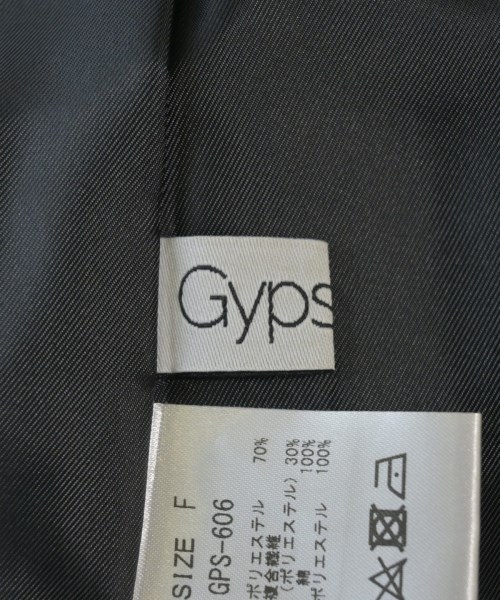 Gyps
SIZE F
GPS-606
ポリエステル 70%
複合繊維
(ポリエステル) 30%
綿 100%
ポリエステル 100%